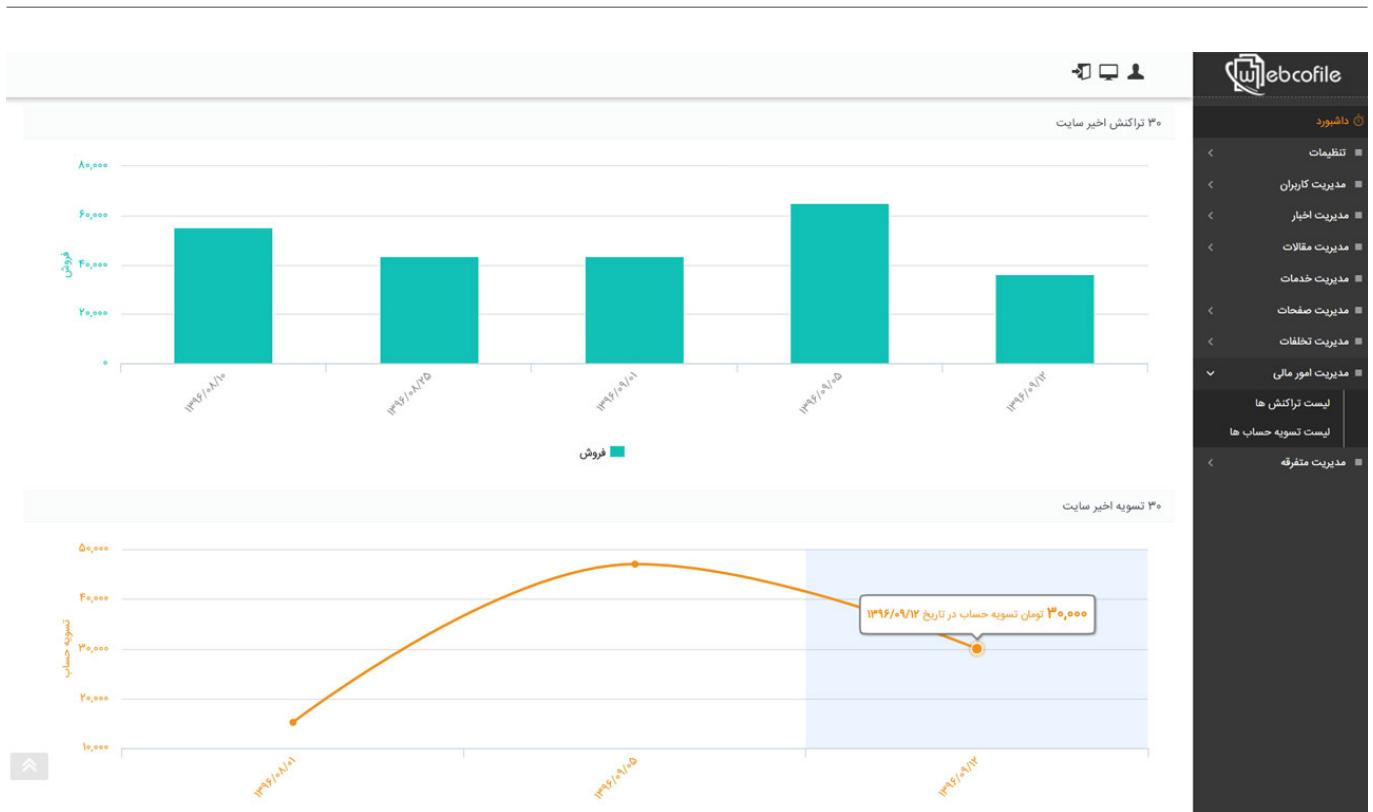 Webcofile
داشبورد
تنظیمات
مدیریت کاربران
مدیریت اخبار
مدیریت مقالات
مدیریت خدمات
مدیریت صفحات
مدیریت تخلفات
مدیریت امور مالی
لیست تراکنش ها
لیست تسویه حساب ها
مدیریت متفرقه
۳۰ تراکنش اخیر سایت
۸۰,۰۰۰
۶۰,۰۰۰
۴۰,۰۰۰
۲۰,۰۰۰
۰
فروش
۱۳۹۶/۰۸/۱۰
۱۳۹۶/۰۸/۲۵
۱۳۹۶/۰۹/۰۱
۱۳۹۶/۰۹/۰۵
۱۳۹۶/۰۹/۱۲
فروش
۳۰ تسویه اخیر سایت
۵۰,۰۰۰
۴۰,۰۰۰
۳۰,۰۰۰
۲۰,۰۰۰
۱۰,۰۰۰
تسویه حساب
۳۰,۰۰۰ تومان تسویه حساب در تاریخ ۱۳۹۶/۰۹/۱۲
۱۳۹۶/۰۸/۰۱
۱۳۹۶/۰۹/۰۵
۱۳۹۶/۰۹/۱۲